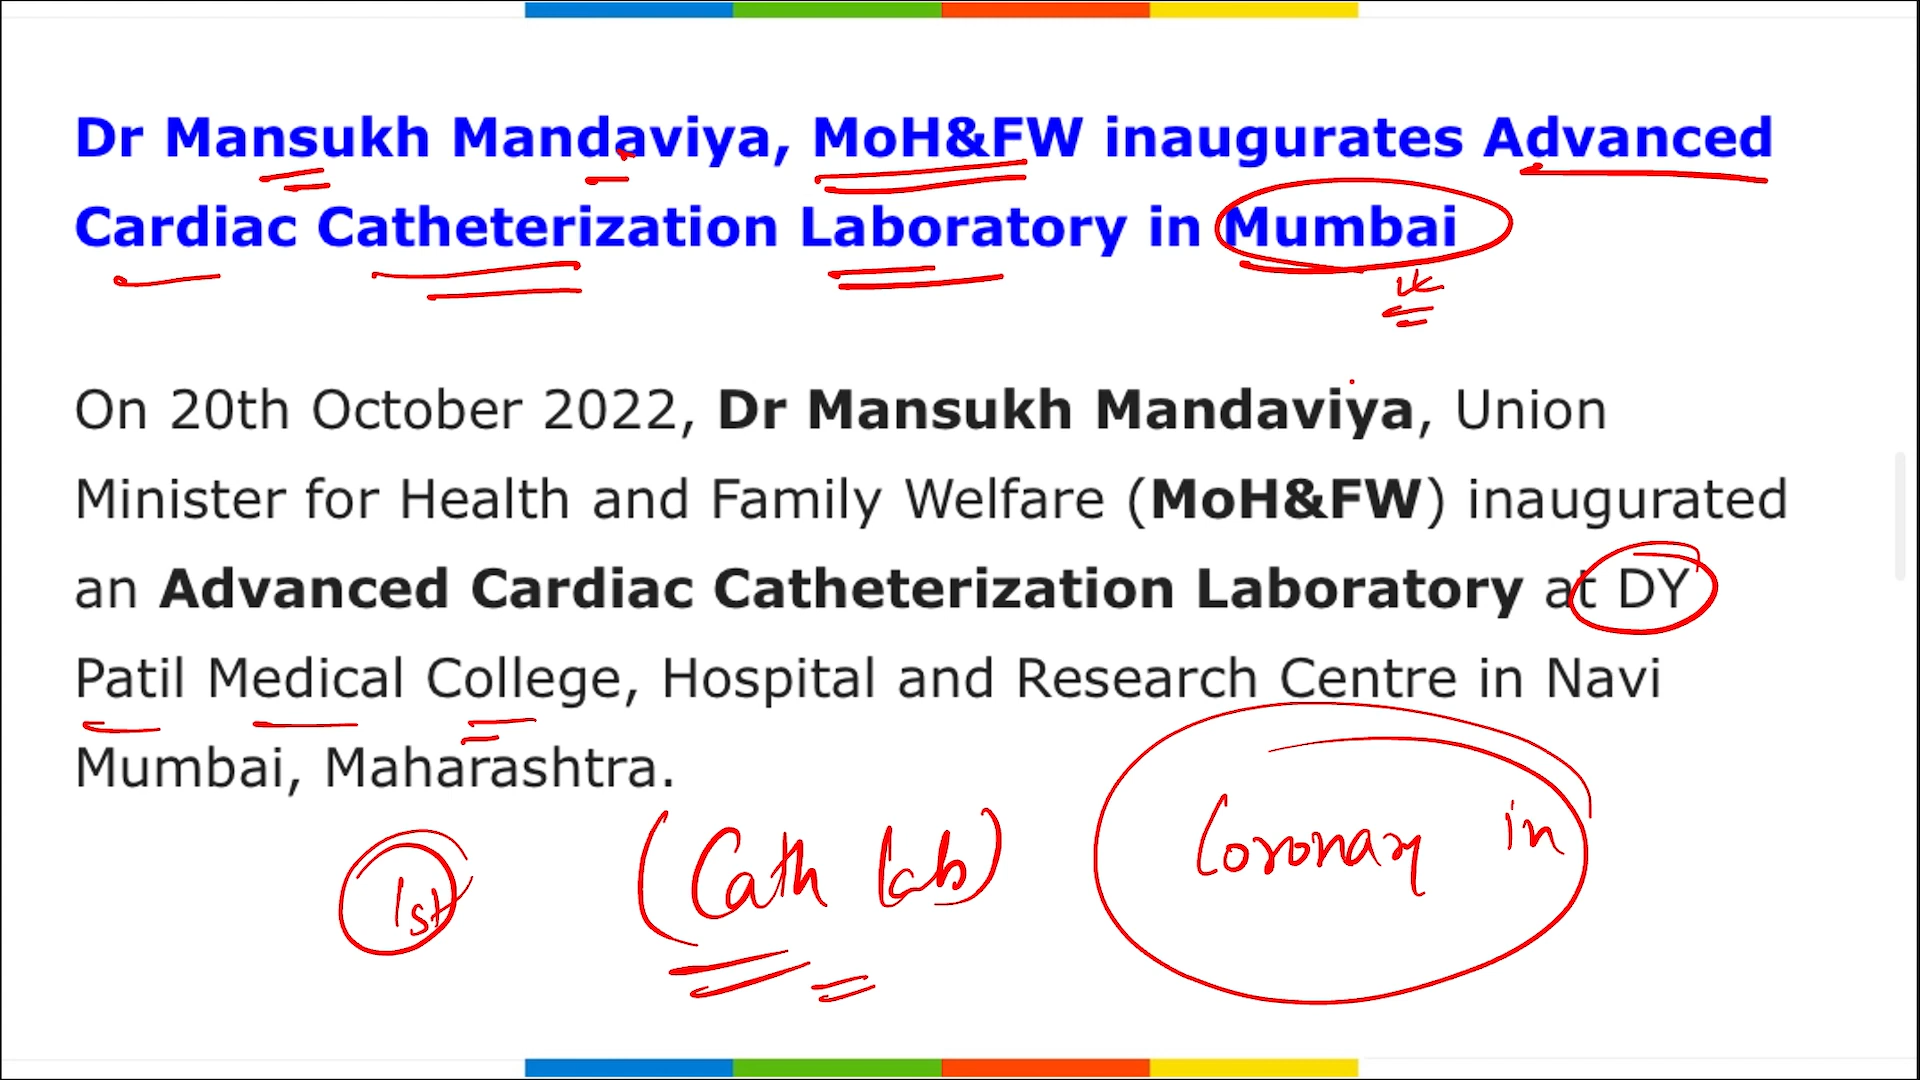 Dr Mansukh Mandaviya, MoH&FW inaugurates Advanced
Cardiac Catheterization Laboratory in Mumbai
On 20th October 2022, Dr Mansukh Mandaviya, Union
Minister for Health and Family Welfare (MoH&FW) inaugurated
an Advanced Cardiac Catheterization Laboratory at DY
Patil Medical College, Hospital and Research Centre in Navi
Mumbai, Maharashtra.
1st (Cath Lab) Coronary in